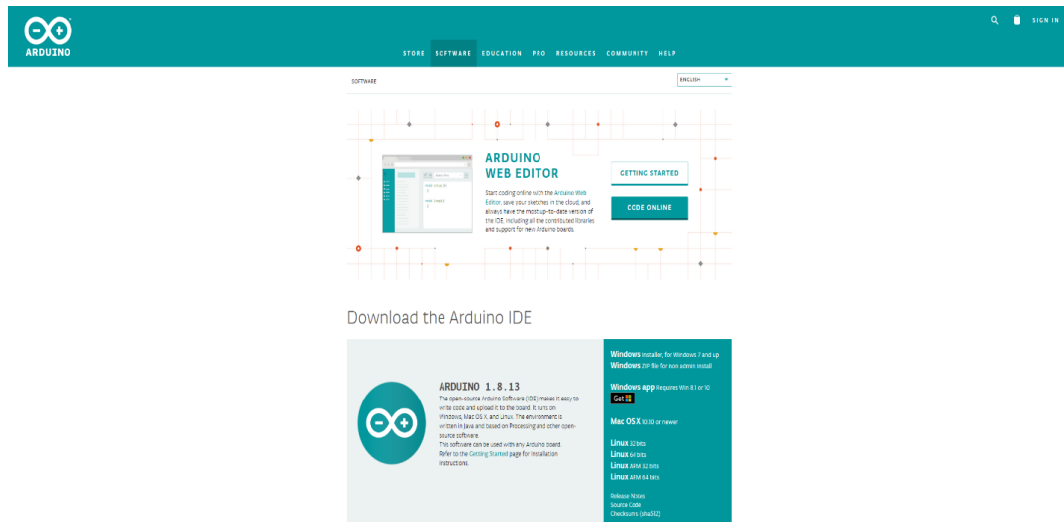 SIGN IN
ARDUINO
STORE SOFTWARE EDUCATION PRO RESOURCES COMMUNITY HELP
SOFTWARE
ENGLISH
ARDUINO
WEB EDITOR
Start coding online with the Arduino Web
Editor, save your sketches in the cloud, and
always have the most up-to-date version of
the IDE, including all the contributed libraries
and support for new Arduino boards.
GETTING STARTED
CODE ONLINE
Download the Arduino IDE
ARDUINO 1.8.13
The open-source Arduino Software (IDE) makes it easy to
write code and upload it to the board. It runs on
Windows, Mac OS X, and Linux. The environment is
written in Java and based on Processing and other open-
source software.
This software can be used with any Arduino board.
Refer to the Getting Started page for Installation
instructions.
Windows Installer, for Windows 7 and up
Windows ZIP file for non admin install
Windows app Requires Win 8.1 or 10
Get
Mac OS X 10.10 or newer
Linux 32 bits
Linux 64 bits
Linux ARM 32 bits
Linux ARM 64 bits
Release Notes
Source Code
Checksums (sha512)